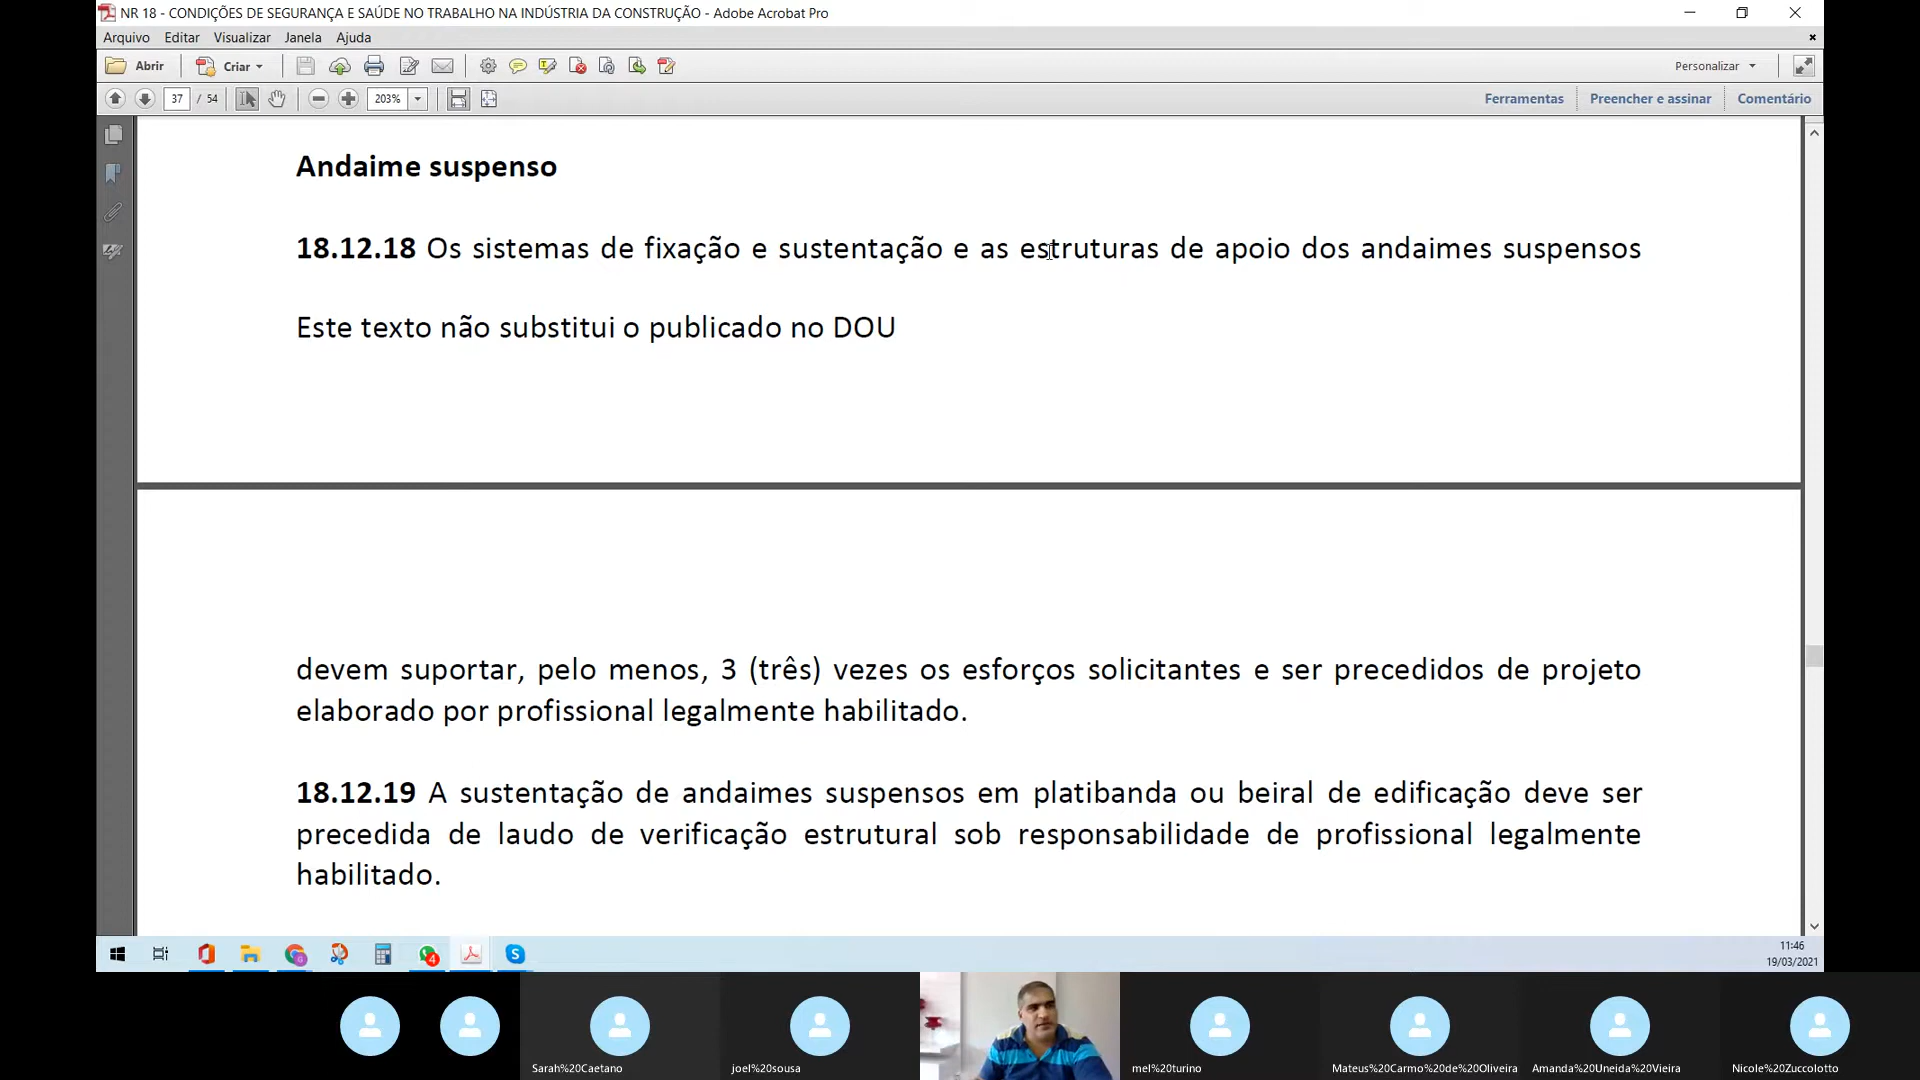 NR 18 - CONDIÇÕES DE SEGURANÇA E SAÚDE NO TRABALHO NA INDÚSTRIA DA CONSTRUÇÃO - Adobe Acrobat Pro
Arquivo Editar Visualizar Janela Ajuda
Abrir Criar Personalizar
37 / 54 203% Ferramentas Preencher e assinar Comentário
Andaime suspenso
18.12.18 Os sistemas de fixação e sustentação e as estruturas de apoio dos andaimes suspensos
Este texto não substitui o publicado no DOU
devem suportar, pelo menos, 3 (três) vezes os esforços solicitantes e ser precedidos de projeto
elaborado por profissional legalmente habilitado.
18.12.19 A sustentação de andaimes suspensos em platibanda ou beiral de edificação deve ser
precedida de laudo de verificação estrutural sob responsabilidade de profissional legalmente
habilitado.
4
11:46
19/03/2021
Sarah%20Caetano joel%20sousa mel%20turino Mateus%20Carmo%20de%20Oliveira Amanda%20Uneida%20Vieira Nicole%20Zuccolotto